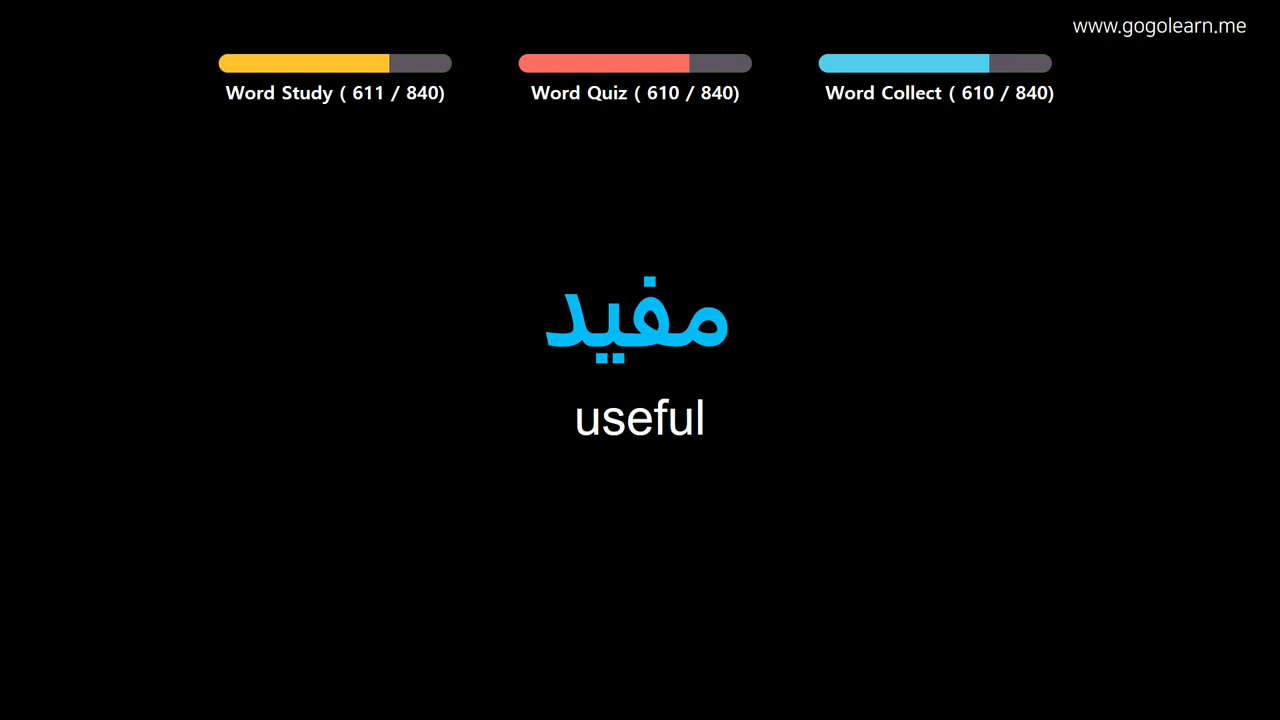 www.gogolearn.me
Word Study ( 611 / 840)
Word Quiz ( 610 / 840)
Word Collect ( 610 / 840)
مفيد
useful